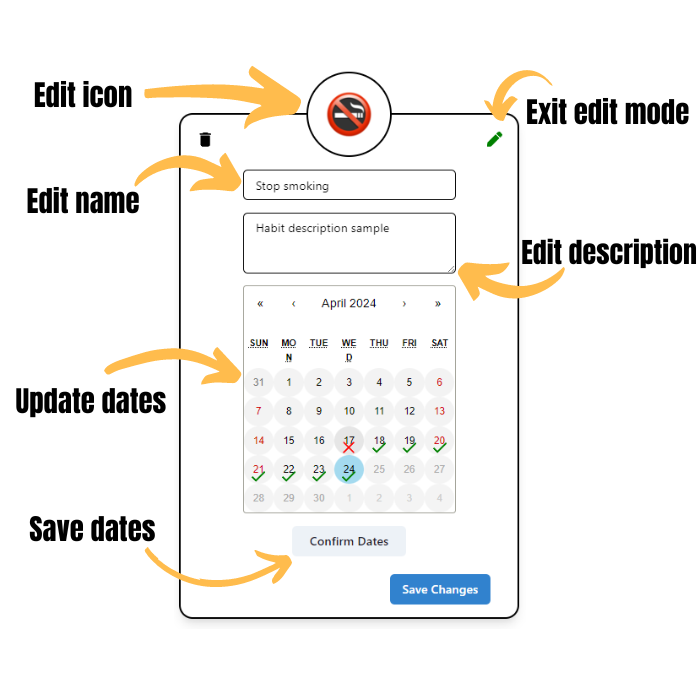 Edit icon
Exit edit mode
Edit name
Stop smoking
Habit description sample
Edit description
« ‹ April 2024 › »
SUN MO TUE WE THU FRI SAT
N D
31 1 2 3 4 5 6
7 8 9 10 11 12 13
Update dates
14 15 16 17 18 19 20
21 22 23 24 25 26 27
28 29 30 1 2 3 4
Save dates
Confirm Dates
Save Changes